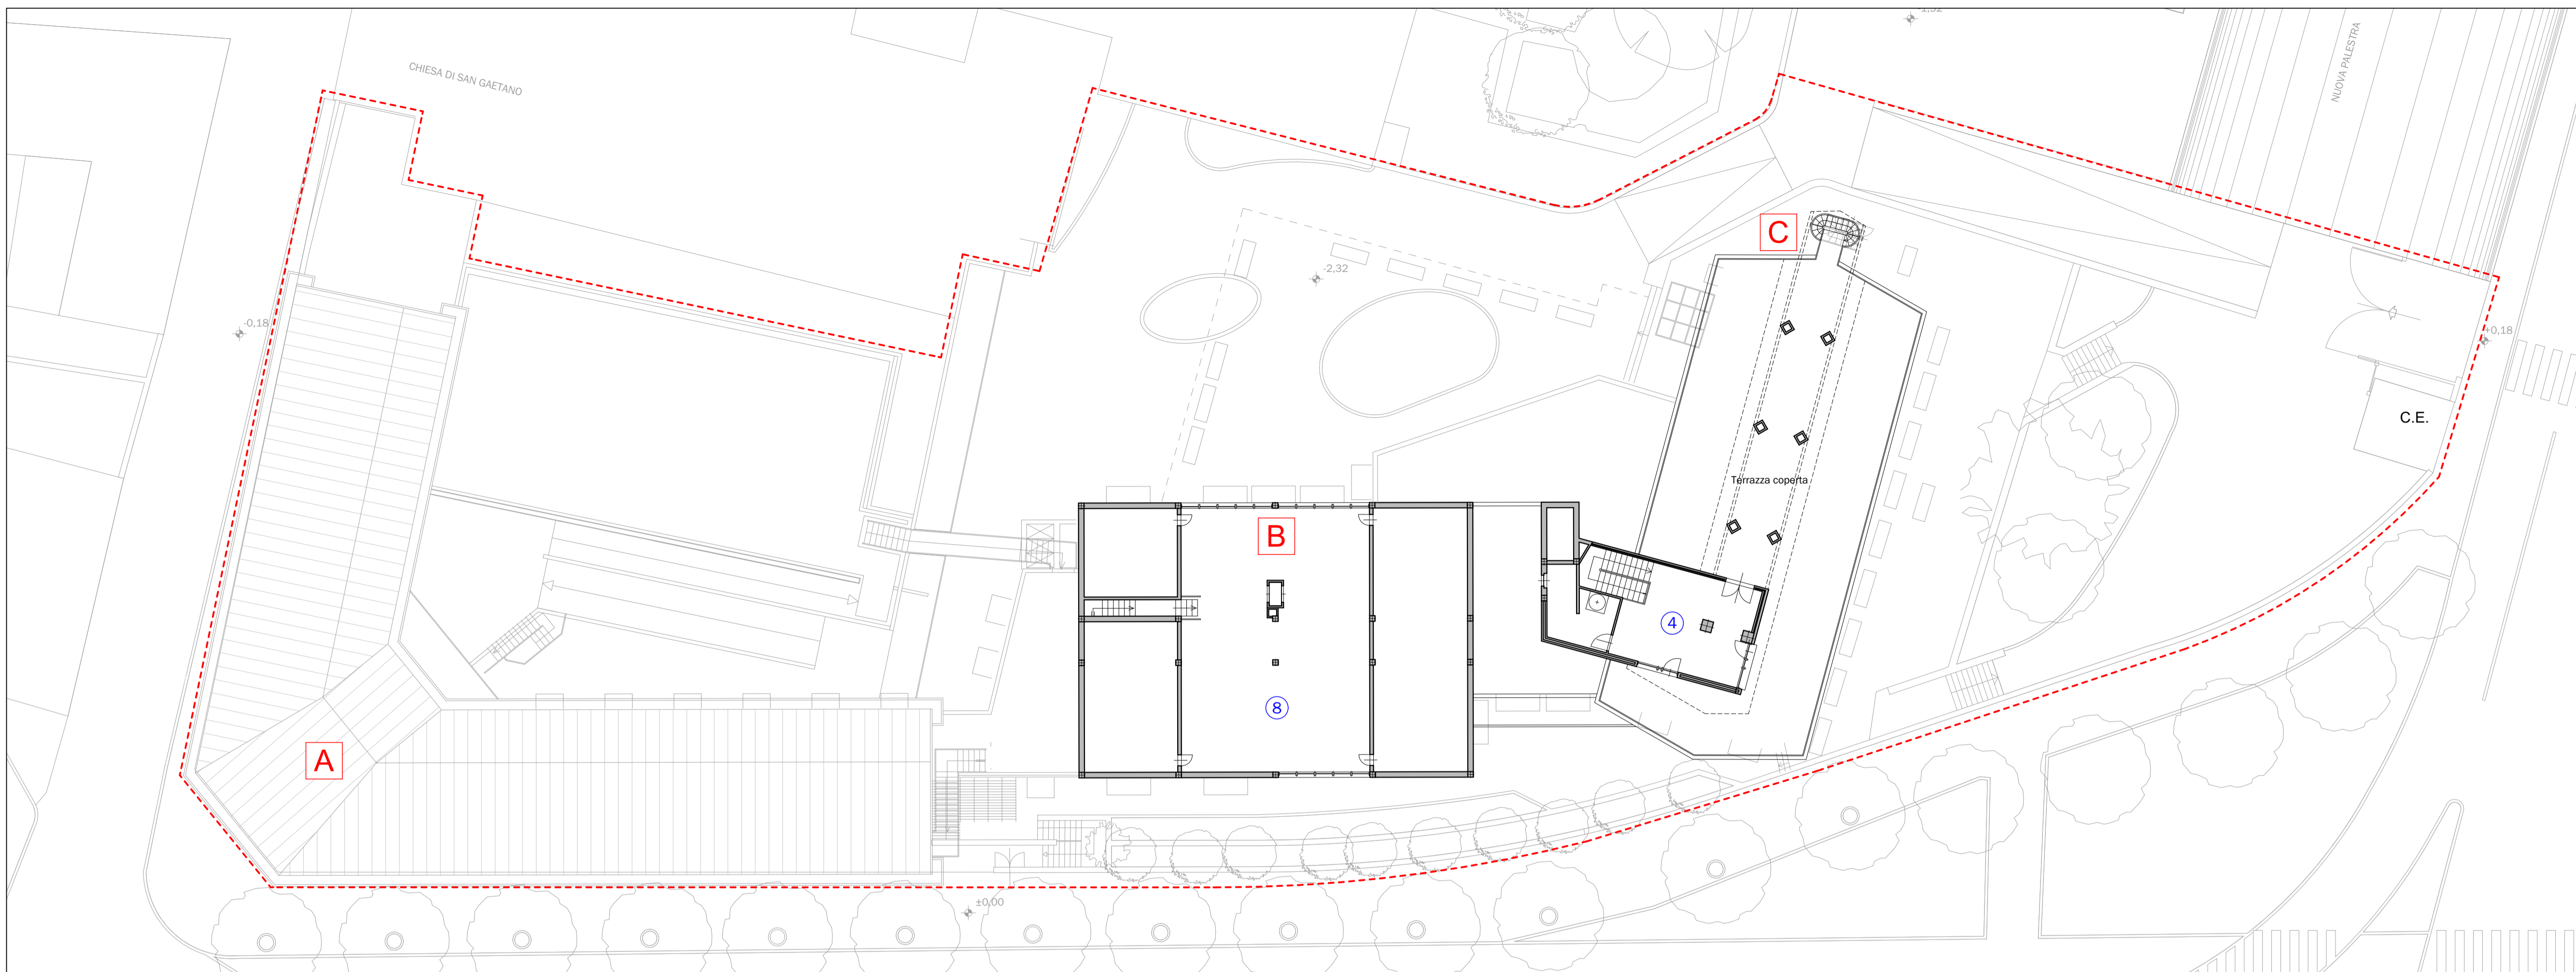 CHIESA DI SAN GAETANO
NUOVA PALESTRA
C
-2,32
-0,18
+0,18
C.E.
Terrazza coperta
B
4
8
A
±0,00